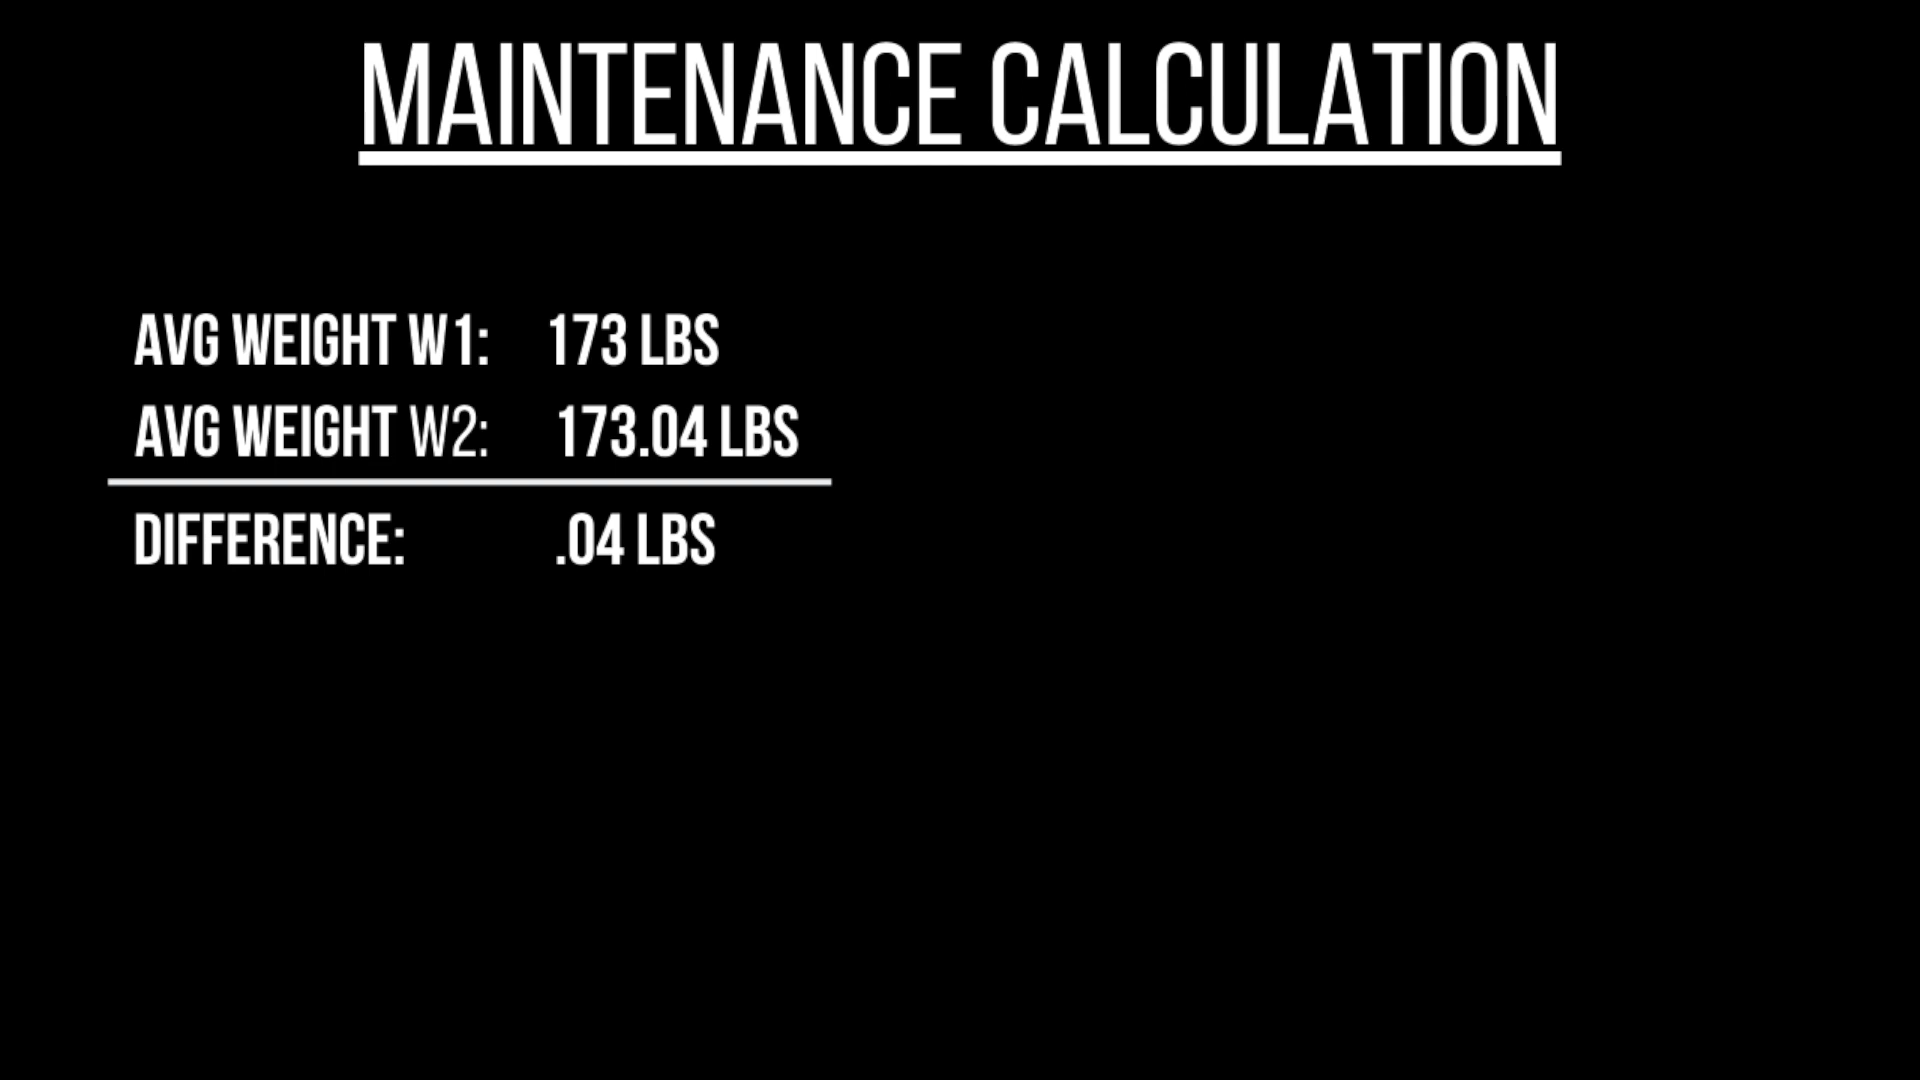 MAINTENANCE CALCULATION
AVG WEIGHT W1: 173 LBS
AVG WEIGHT W2: 173.04 LBS
DIFFERENCE: .04 LBS